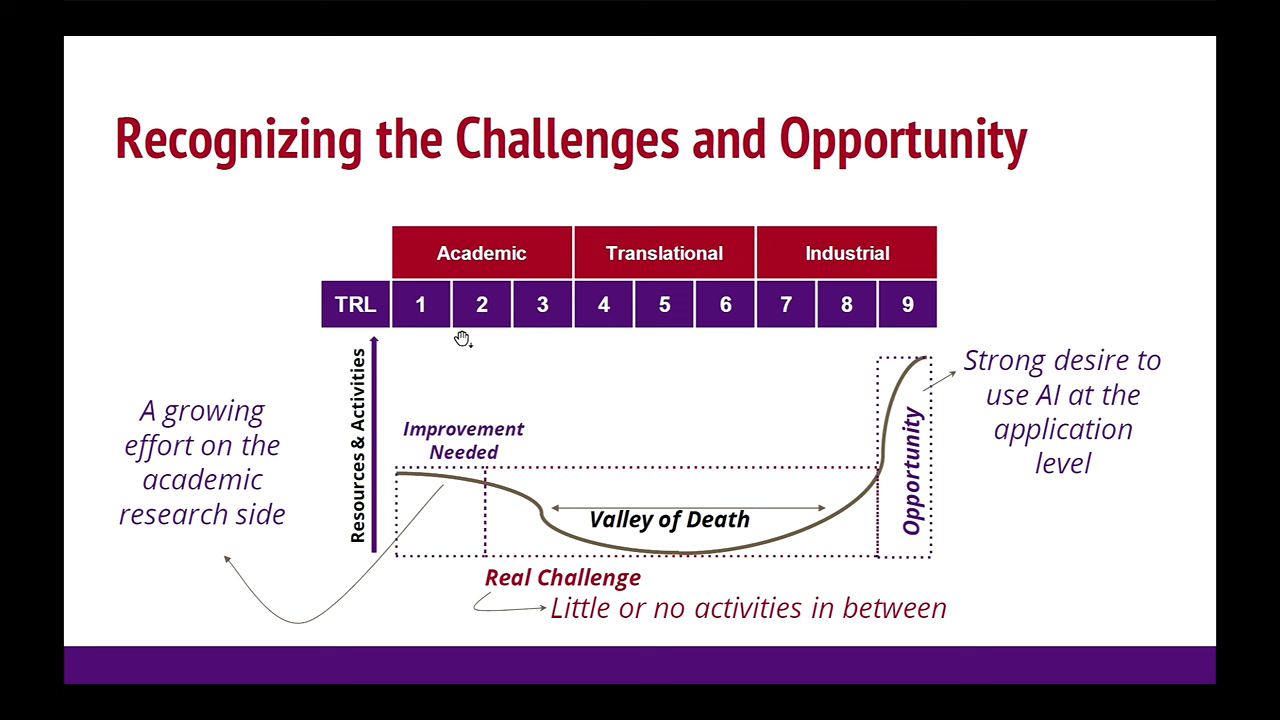 Recognizing the Challenges and Opportunity
Academic
Translational
Industrial
TRL
1
2
3
4
5
6
7
8
9
Resources & Activities
A growing
effort on the
academic
research side
Improvement
Needed
Valley of Death
Opportunity
Strong desire to
use AI at the
application
level
Real Challenge
Little or no activities in between